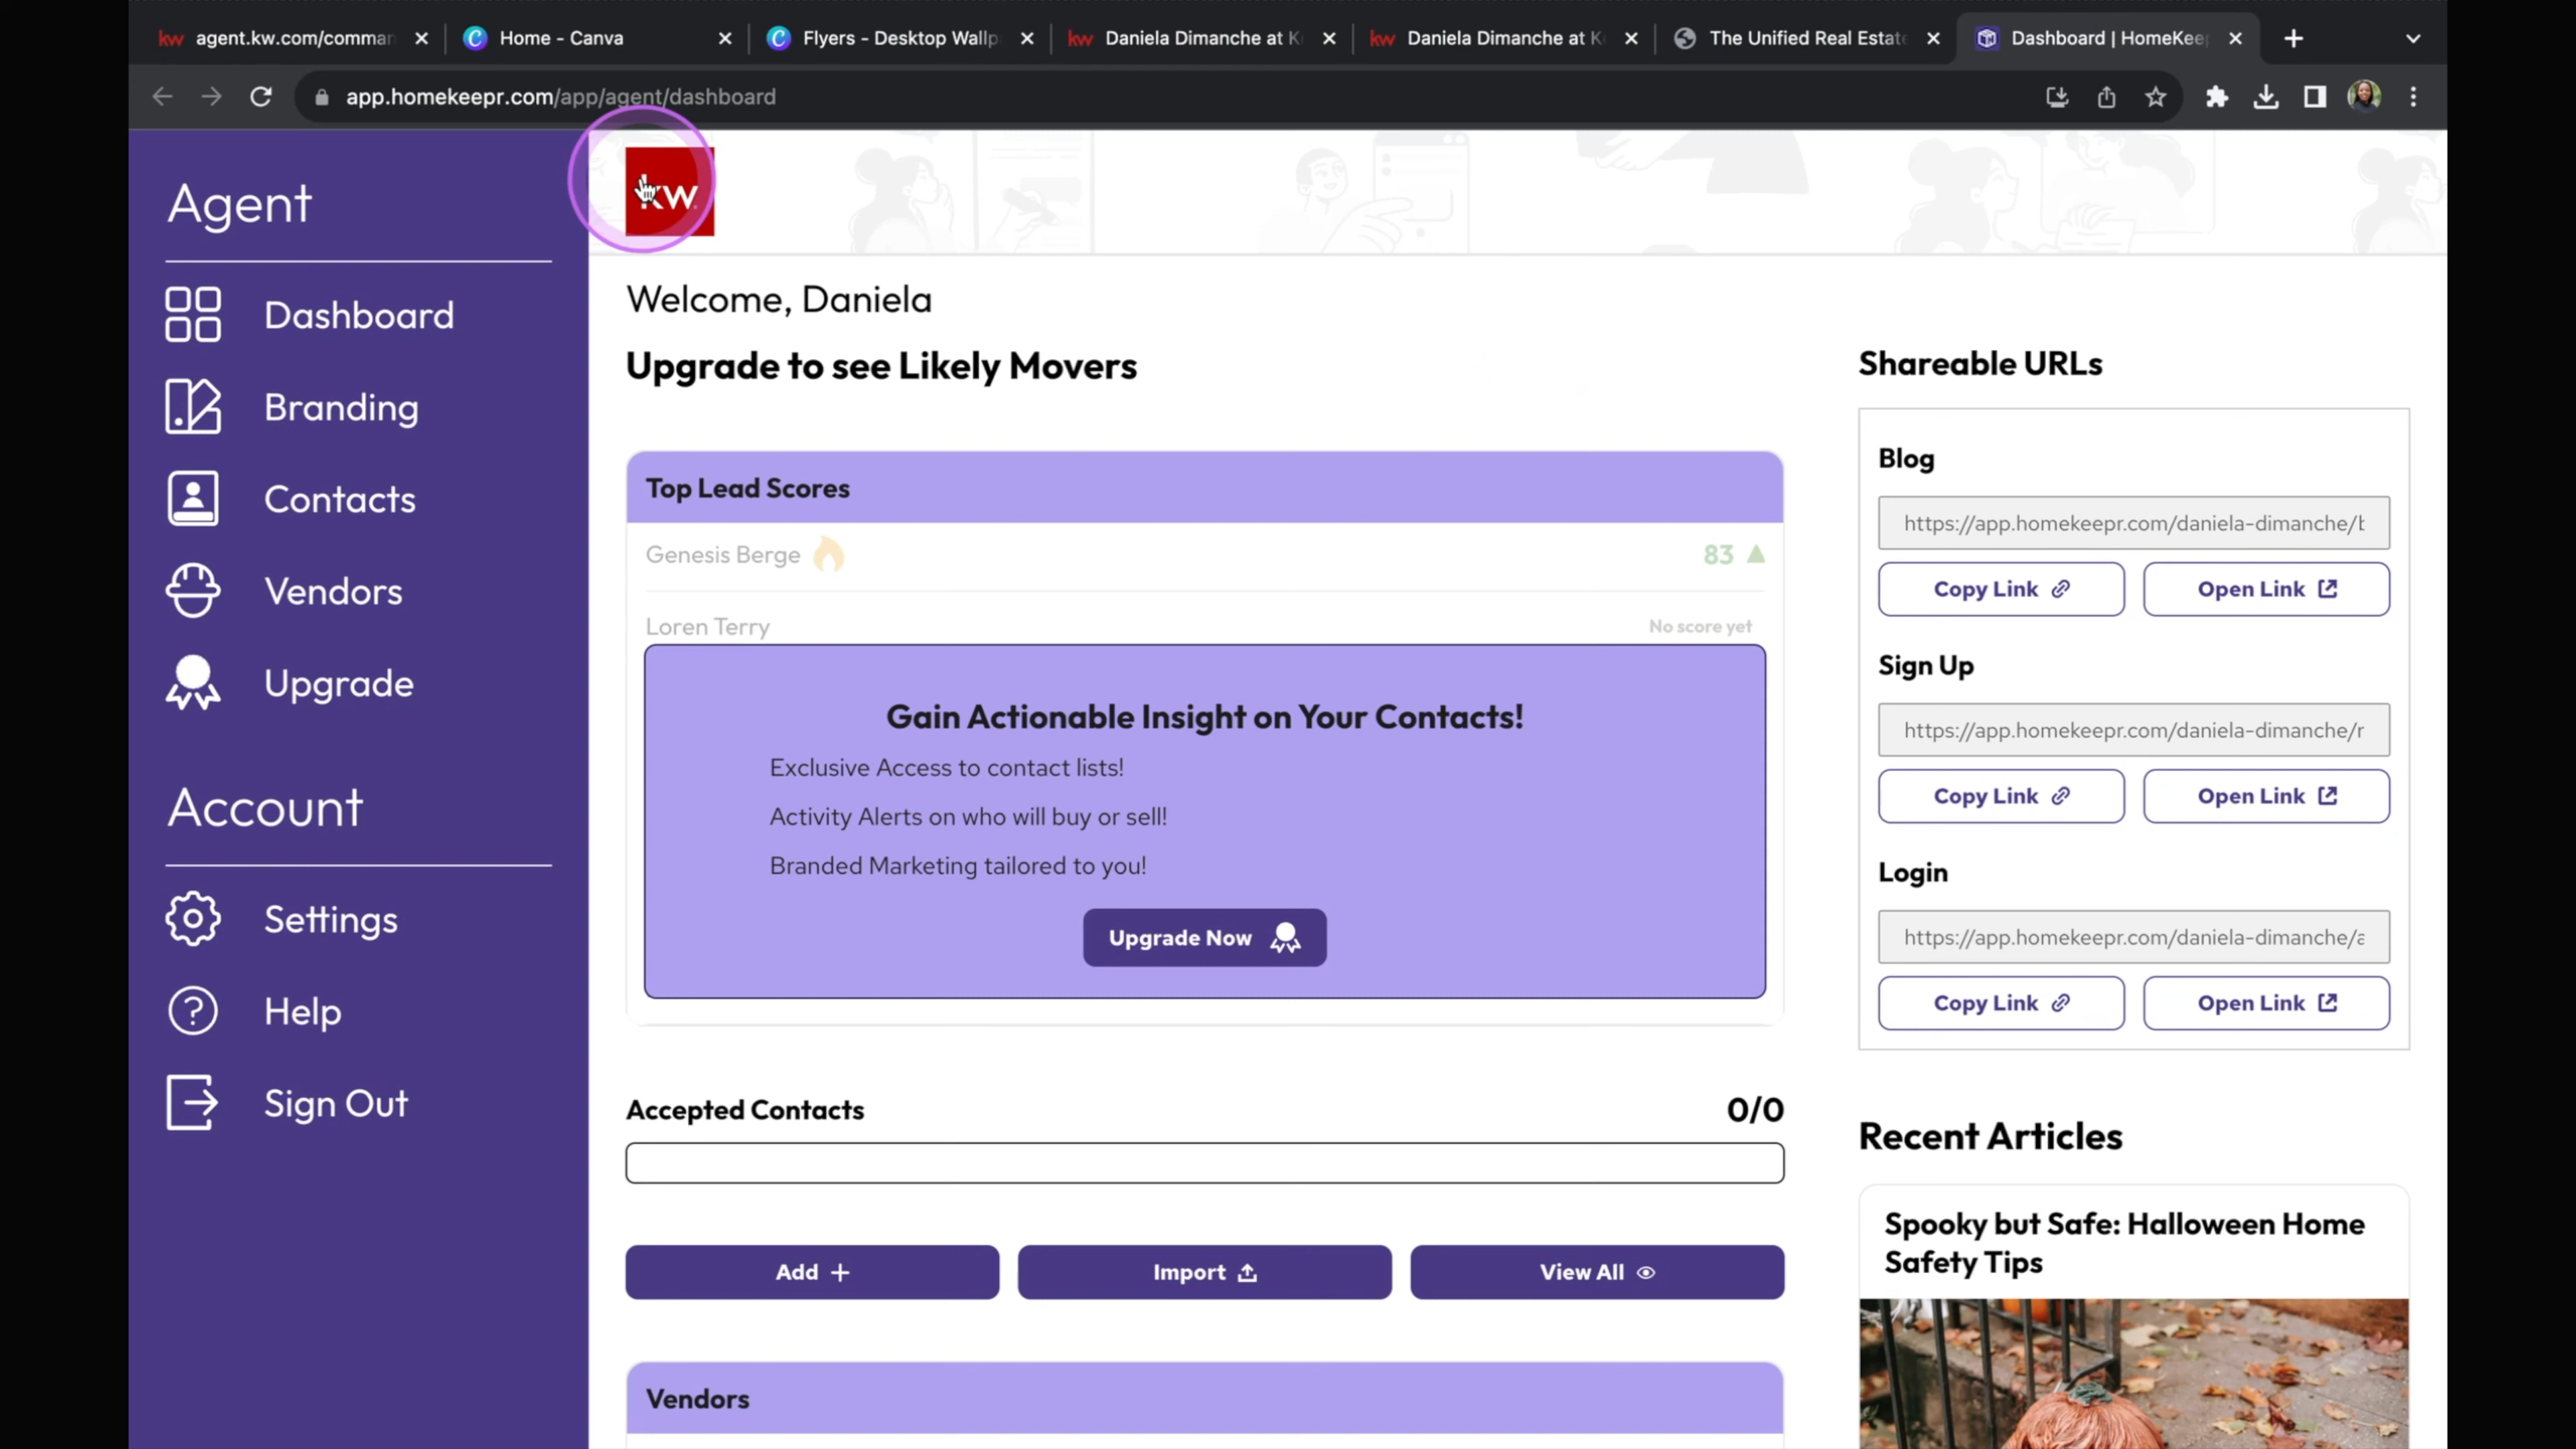 kw agent.kw.com/comman
Home - Canva
Flyers - Desktop Wallp
kw Daniela Dimanche at K
kw Daniela Dimanche at K
The Unified Real Estate
Dashboard | HomeKeep
app.homekeepr.com/app/agent/dashboard
Agent
Dashboard
Branding
Contacts
Vendors
Upgrade
Account
Settings
Help
Sign Out
kw
Welcome, Daniela
Upgrade to see Likely Movers
Top Lead Scores
Genesis Berge 83
Loren Terry No score yet
Gain Actionable Insight on Your Contacts!
Exclusive Access to contact lists!
Activity Alerts on who will buy or sell!
Branded Marketing tailored to you!
Upgrade Now
Accepted Contacts 0/0
Add + Import View All
Vendors
Shareable URLs
Blog
https://app.homekeepr.com/daniela-dimanche/b
Copy Link Open Link
Sign Up
https://app.homekeepr.com/daniela-dimanche/r
Copy Link Open Link
Login
https://app.homekeepr.com/daniela-dimanche/a
Copy Link Open Link
Recent Articles
Spooky but Safe: Halloween Home
Safety Tips